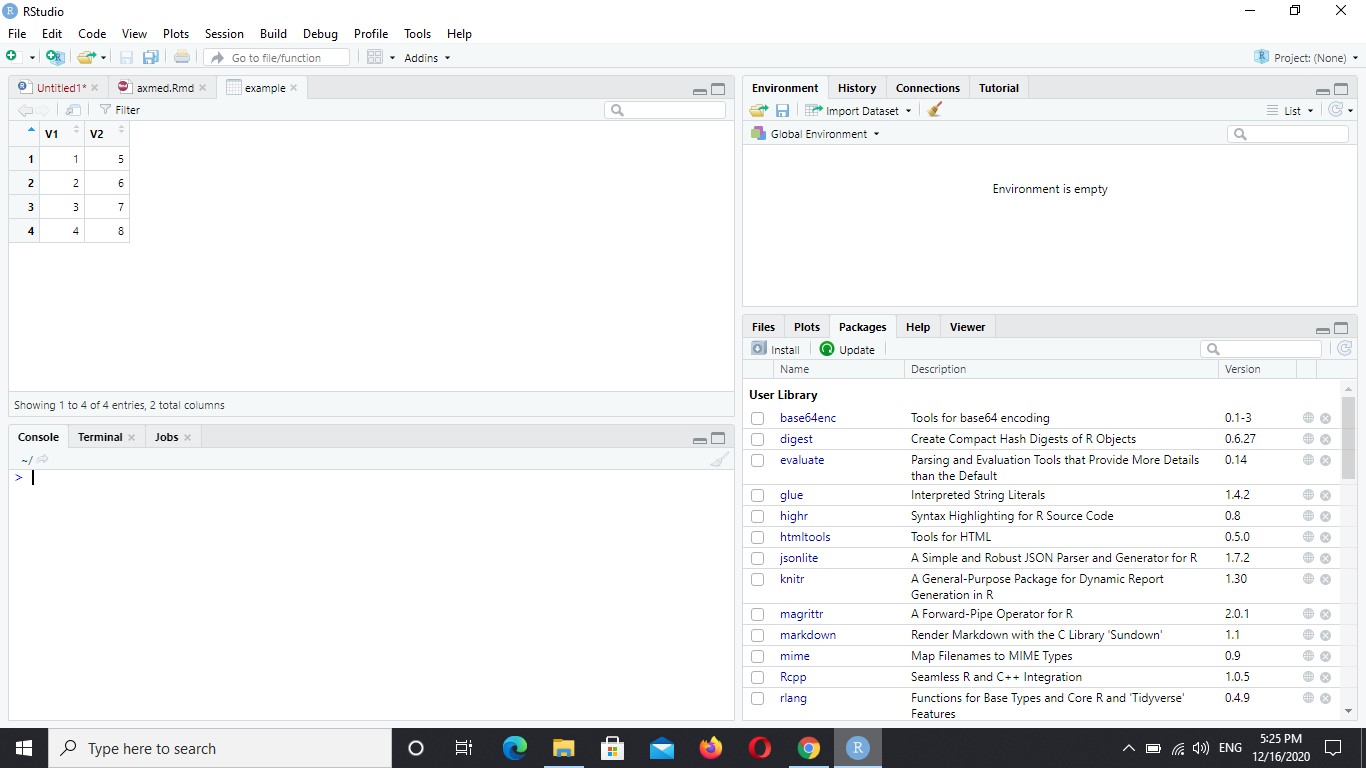 RStudio
File Edit Code View Plots Session Build Debug Profile Tools Help
Go to file/function Addins Project: (None)
Untitled1* axmed.Rmd example
Filter
V1 V2
1 1 5
2 2 6
3 3 7
4 4 8
Showing 1 to 4 of 4 entries, 2 total columns
Console Terminal Jobs
~/
>
Environment History Connections Tutorial
Import Dataset List
Global Environment
Environment is empty
Files Plots Packages Help Viewer
Install Update
Name Description Version
User Library
base64enc Tools for base64 encoding 0.1-3
digest Create Compact Hash Digests of R Objects 0.6.27
evaluate Parsing and Evaluation Tools that Provide More Details 0.14
than the Default
glue Interpreted String Literals 1.4.2
highr Syntax Highlighting for R Source Code 0.8
htmltools Tools for HTML 0.5.0
jsonlite A Simple and Robust JSON Parser and Generator for R 1.7.2
knitr A General-Purpose Package for Dynamic Report 1.30
Generation in R
magrittr A Forward-Pipe Operator for R 2.0.1
markdown Render Markdown with the C Library 'Sundown' 1.1
mime Map Filenames to MIME Types 0.9
Rcpp Seamless R and C++ Integration 1.0.5
rlang Functions for Base Types and Core R and 'Tidyverse' 0.4.9
Features
Type here to search
ENG
5:25 PM
12/16/2020